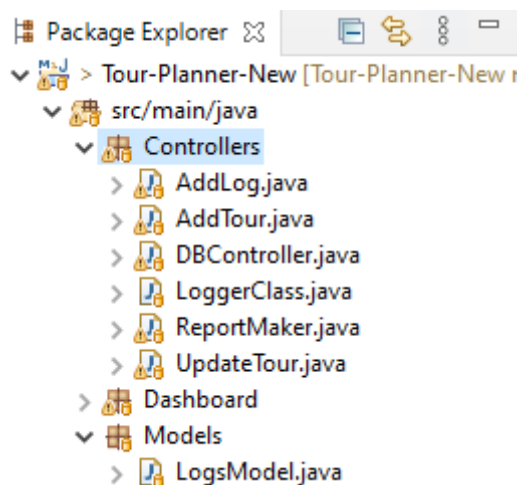 Package Explorer
> Tour-Planner-New [Tour-Planner-New r
src/main/java
Controllers
AddLog.java
AddTour.java
DBController.java
LoggerClass.java
ReportMaker.java
UpdateTour.java
Dashboard
Models
LogsModel.java